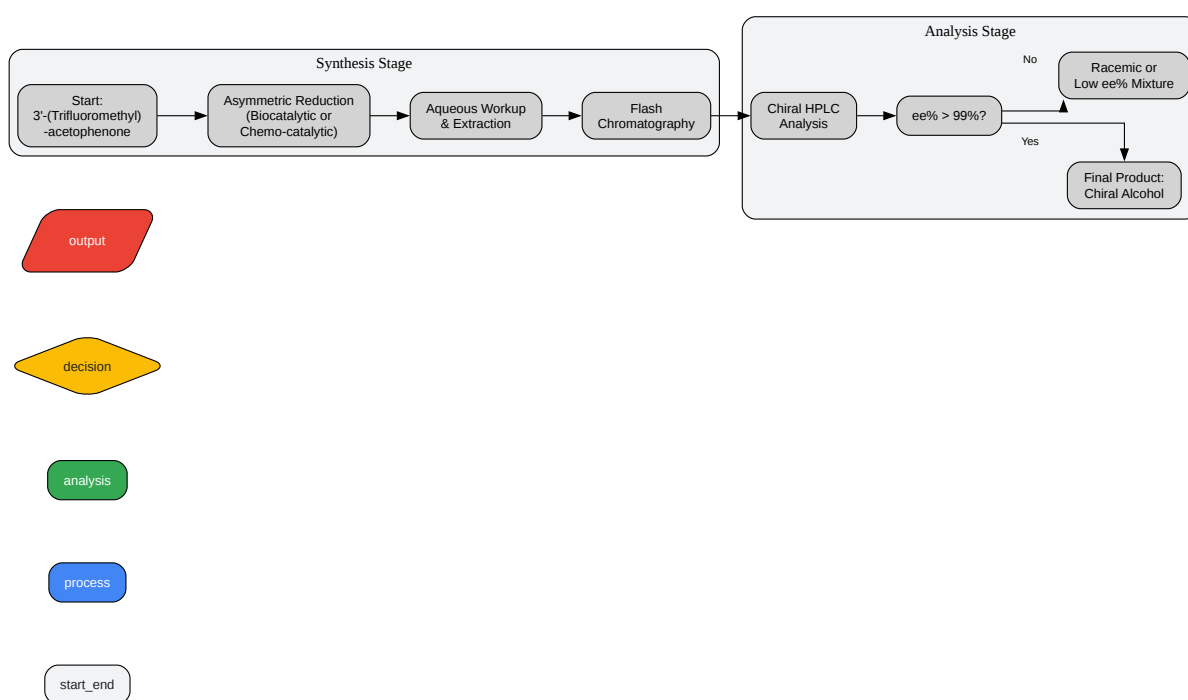 Synthesis Stage
Start:
3'-(Trifluoromethyl)
-acetophenone
Asymmetric Reduction
(Biocatalytic or
Chemo-catalytic)
Aqueous Workup
& Extraction
Flash
Chromatography
Analysis Stage
Chiral HPLC
Analysis
ee% > 99%?
No
Racemic or
Low ee% Mixture
Yes
Final Product:
Chiral Alcohol
output
decision
analysis
process
start_end